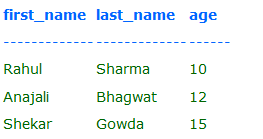 first_name last_name age
------------------------------
Rahul Sharma 10
Anajali Bhagwat 12
Shekar Gowda 15